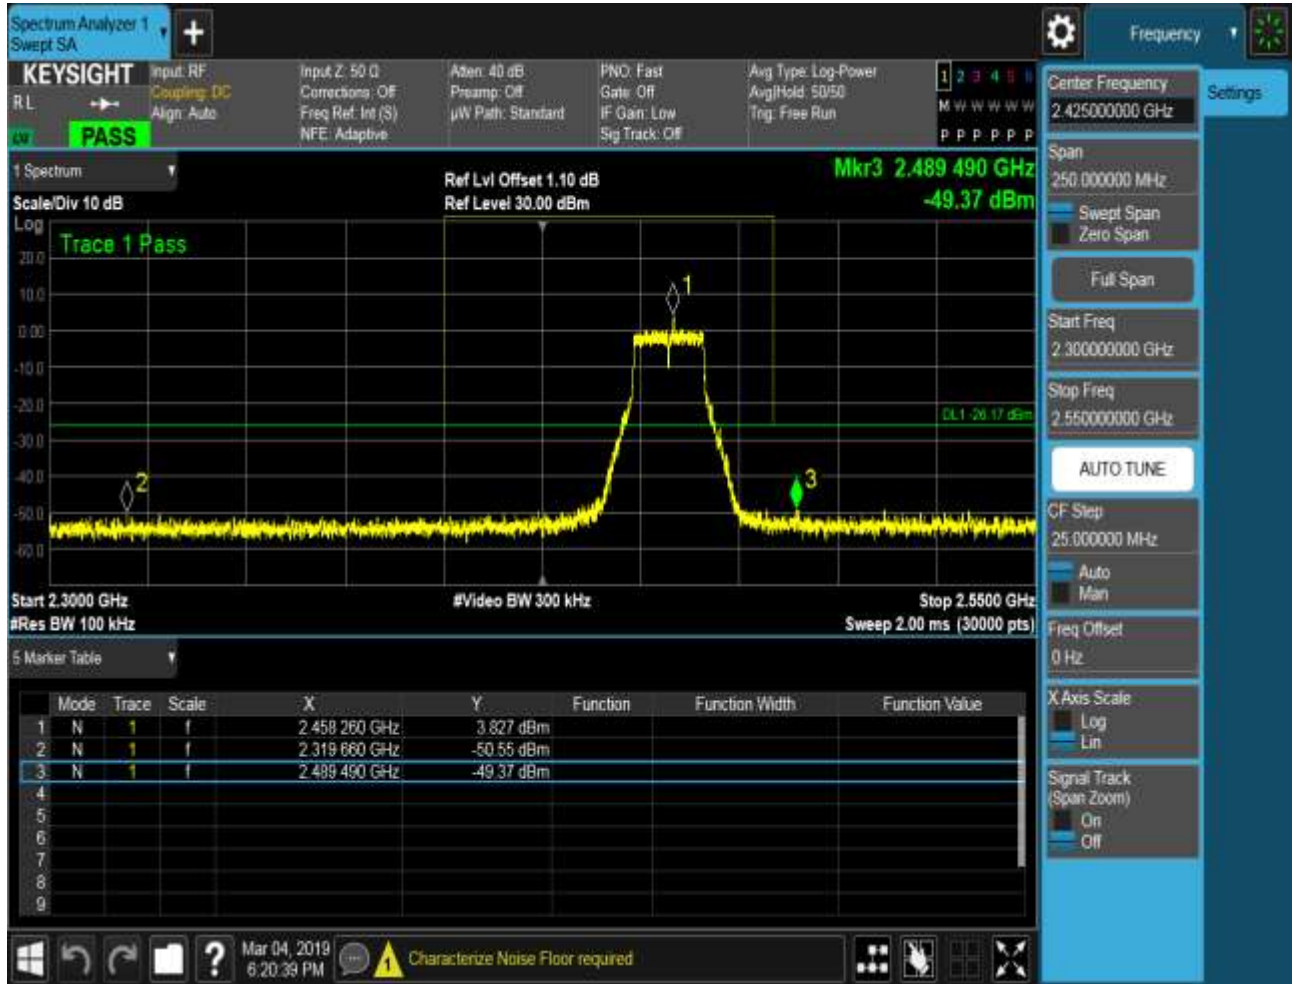 Spectrum Analyzer 1
Swept SA
+
Frequency
KEYSIGHT
R L
PASS
Input: RF
Coupling: DC
Align: Auto
Input Z: 50 Ω
Corrections: Off
Freq Ref: Int (S)
NFE: Adaptive
Atten: 40 dB
Preamp: Off
µW Path: Standard
PNO: Fast
Gate: Off
IF Gain: Low
Sig Track: Off
Avg Type: Log-Power
Avg|Hold: 50/50
Trig: Free Run
1 2 3 4 5 6
M W W W W W
P P P P P P
1 Spectrum
Scale/Div 10 dB
Ref Lvl Offset 1.10 dB
Ref Level 30.00 dBm
Mkr3 2.489 490 GHz
-49.37 dBm
Log
Trace 1 Pass
20.0
10.0
0.00
-10.0
-20.0
-30.0
-40.0
-50.0
-60.0
1
2
3
DL1 -26.17 dBm
Start 2.3000 GHz
#Res BW 100 kHz
#Video BW 300 kHz
Stop 2.5500 GHz
Sweep 2.00 ms (30000 pts)
5 Marker Table
Mode Trace Scale X Y Function Function Width Function Value
1 N 1 f 2.458 260 GHz 3.827 dBm
2 N 1 f 2.319 660 GHz -50.55 dBm
3 N 1 f 2.489 490 GHz -49.37 dBm
4
5
6
7
8
9
Mar 04, 2019
6:20:39 PM
?
1
Characterize Noise Floor required
Settings
Center Frequency
2.425000000 GHz
Span
250.000000 MHz
Swept Span
Zero Span
Full Span
Start Freq
2.300000000 GHz
Stop Freq
2.550000000 GHz
AUTO TUNE
CF Step
25.000000 MHz
Auto
Man
Freq Offset
0 Hz
X Axis Scale
Log
Lin
Signal Track
(Span Zoom)
On
Off